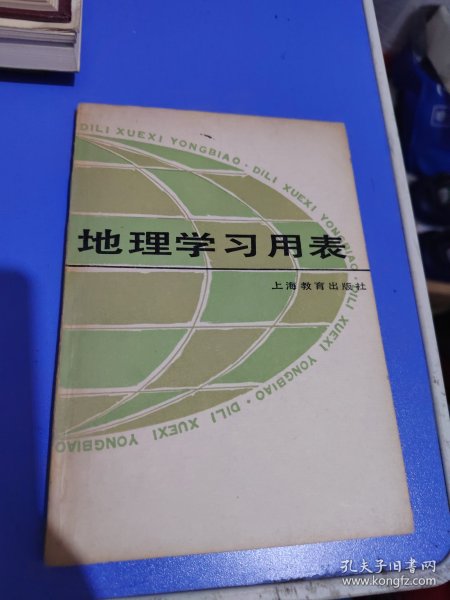 DILI XUEXI YONGBIAO · DILI XUEXI YONGBIAO · DILI XUEXI YONGBIAO · DILI XUEXI YONGBIAO
地理学习用表
上海教育出版社
孔夫子旧书网
www.kongfz.com